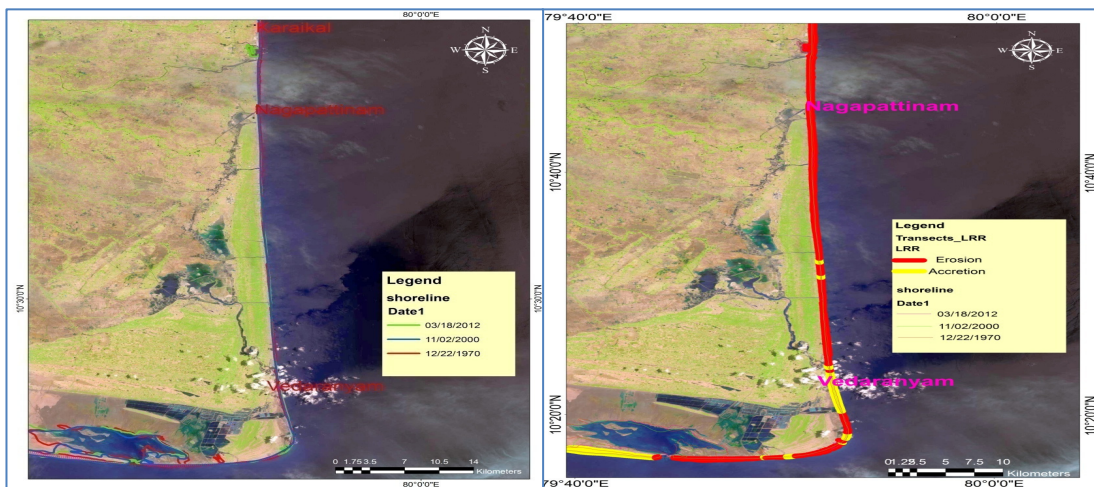 80°0'0"E
Karaikal
N
W E
S
Nagapattinam
10°30'0"N
Legend
shoreline
Date1
03/18/2012
11/02/2000
12/22/1970
Vedaranyam
0 1.75 3.5 7 10.5 14
Kilometers
80°0'0"E
79°40'0"E
80°0'0"E
N
W E
S
Nagapattinam
10°40'0"N
10°40'0"N
Legend
Transects_LRR
LRR
Erosion
Accretion
shoreline
Date1
03/18/2012
11/02/2000
12/22/1970
10°30'0"N
10°30'0"N
Vedaranyam
10°20'0"N
10°20'0"N
5 7.5 10
Kilometers
79°40'0"E
80°0'0"E